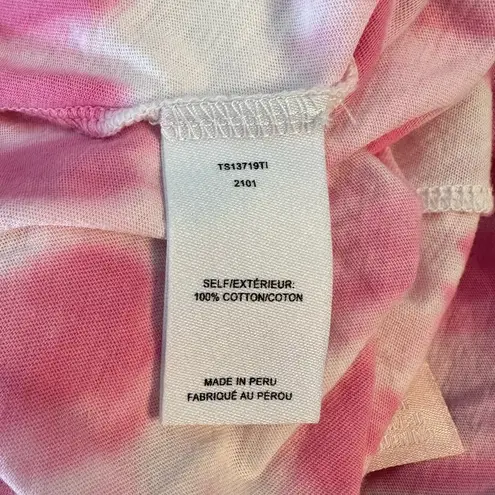 TS13719TI
2101
SELF/EXTÉRIEUR:
100% COTTON/COTON
MADE IN PERU
FABRIQUÉ AU PÉROU